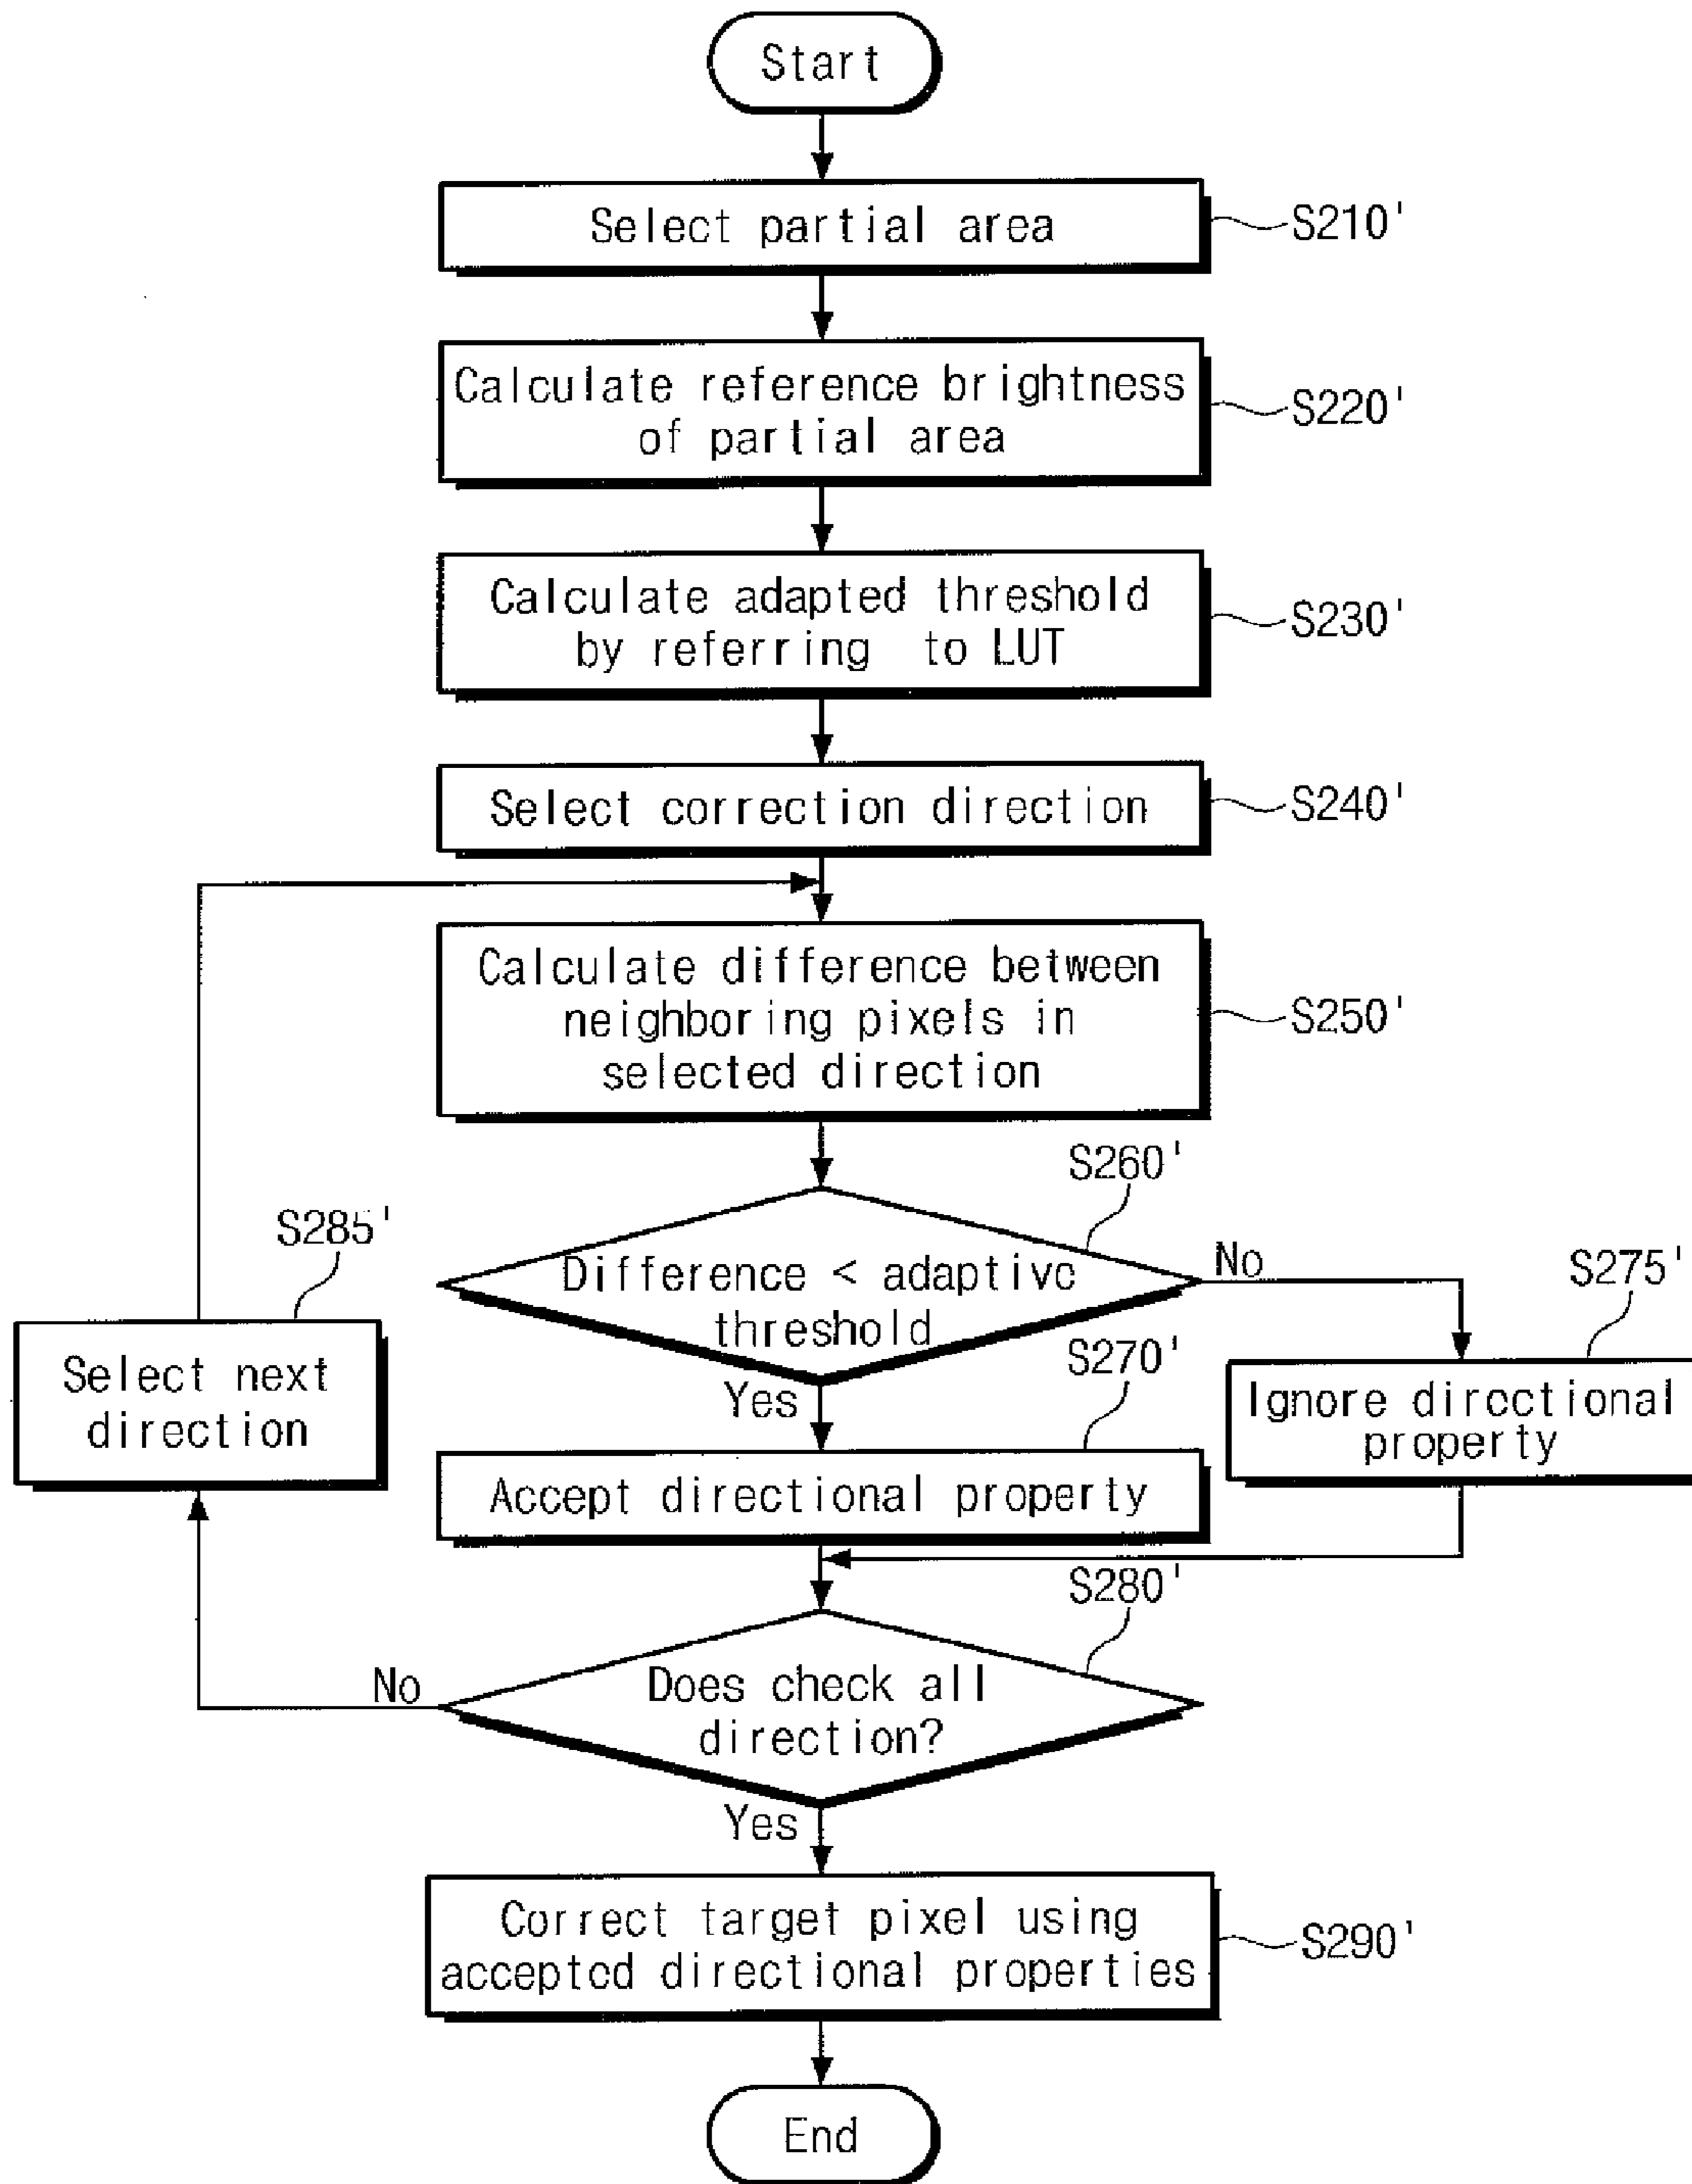 Start
Select partial area
S210'
Calculate reference brightness
of partial area
S220'
Calculate adapted threshold
by referring to LUT
S230'
Select correction direction
S240'
Calculate difference between
neighboring pixels in
selected direction
S250'
S260'
Difference < adaptive
threshold
No
S275'
Ignore directional
property
Yes
S270'
Accept directional property
S285'
Select next
direction
S280'
Does check all
direction?
No
Yes
Correct target pixel using
accepted directional properties
S290'
End